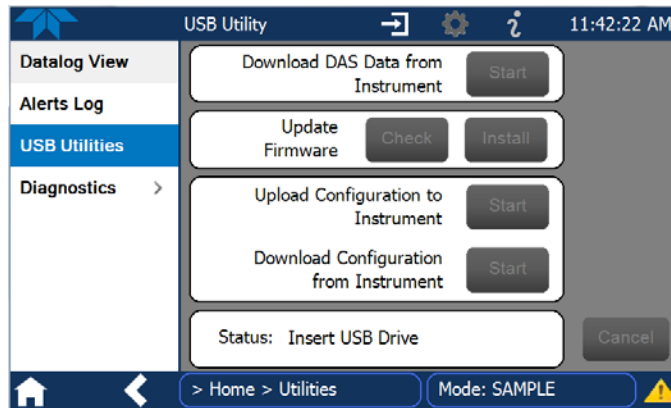 USB Utility
11:42:22 AM
Datalog View
Alerts Log
USB Utilities
Diagnostics >
Download DAS Data from
Instrument
Start
Update
Firmware
Check
Install
Upload Configuration to
Instrument
Start
Download Configuration
from Instrument
Start
Status: Insert USB Drive
Cancel
> Home > Utilities
Mode: SAMPLE